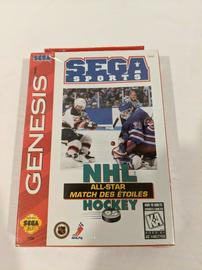 SEGA
SPORTS
GENESIS
NHL
ALL-STAR
MATCH DES ÉTOILES
HOCKEY
SEGA